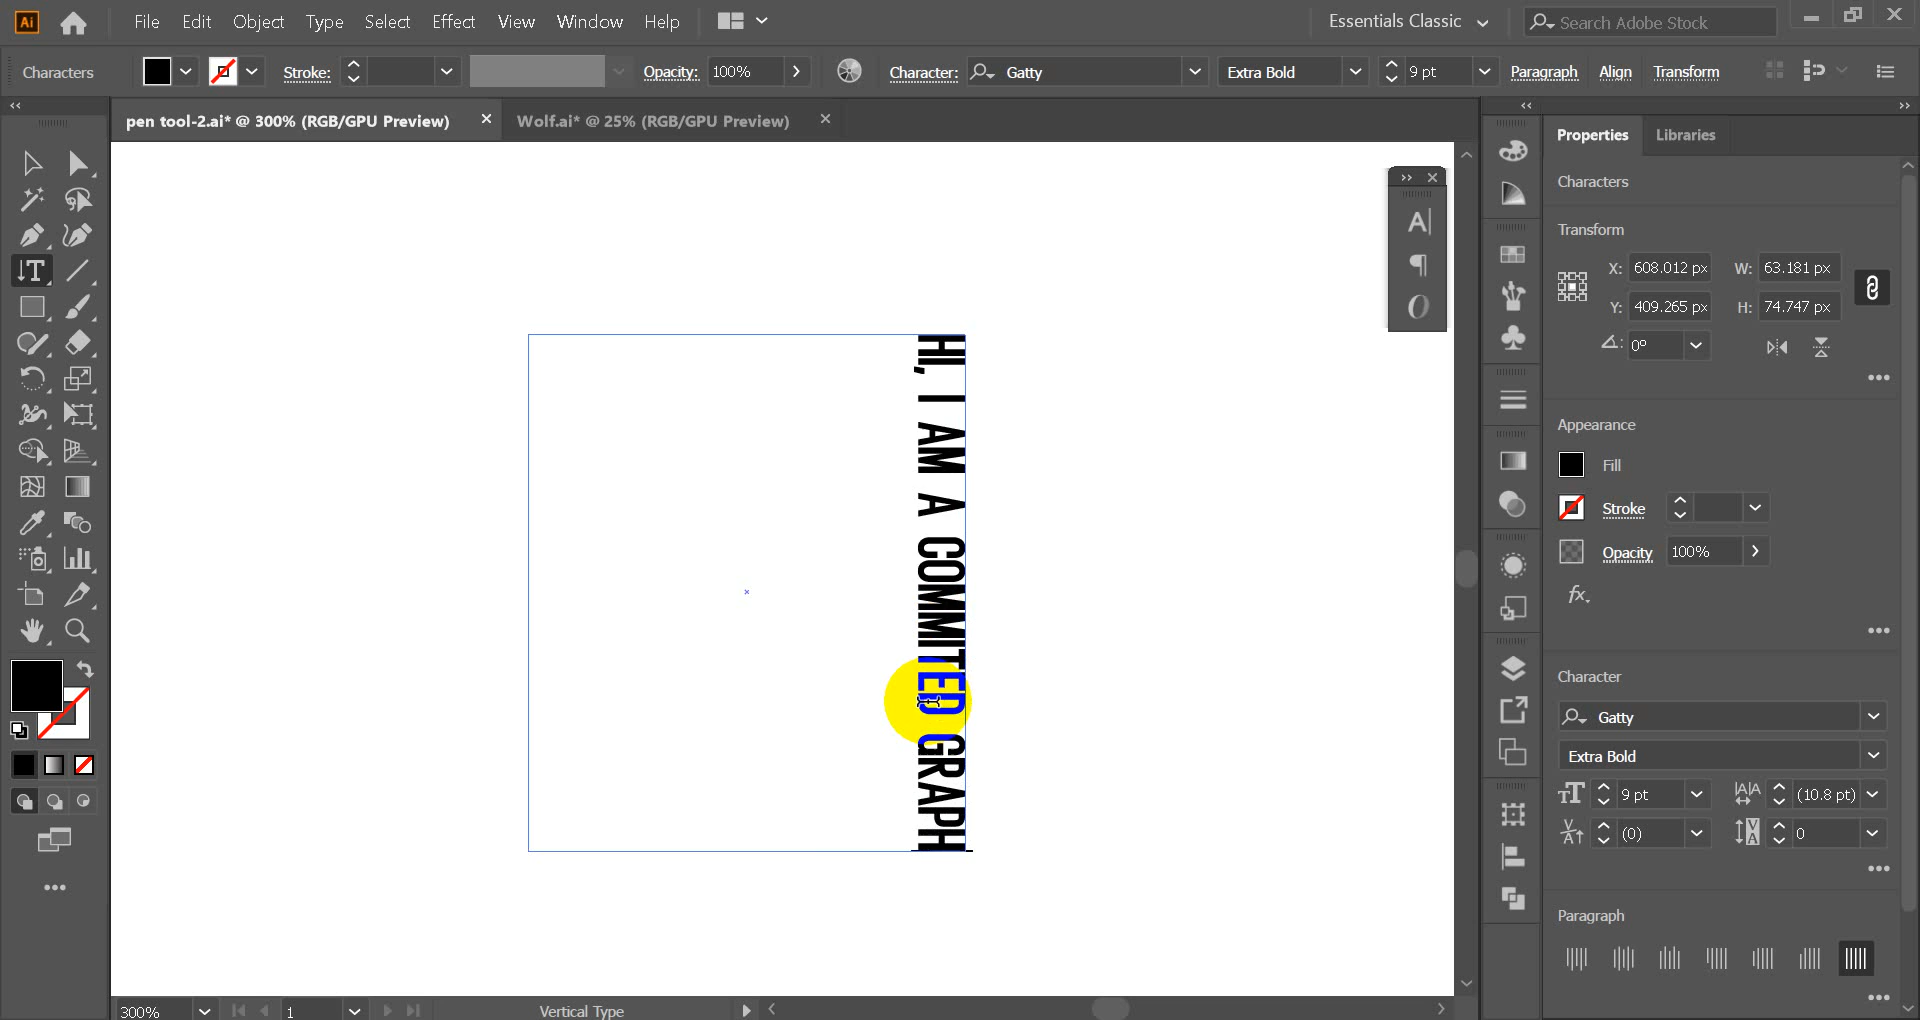 Ai File Edit Object Type Select Effect View Window Help Essentials Classic Search Adobe Stock
Characters Stroke: Opacity: 100% Character: Gatty Extra Bold 9 pt Paragraph Align Transform
pen tool-2.ai* @ 300% (RGB/GPU Preview) Wolf.ai* @ 25% (RGB/GPU Preview)
HI, I AM A COMMITED GRAPH
Properties Libraries
Characters
Transform
X: 608.012 px W: 63.181 px
Y: 409.265 px H: 74.747 px
0°
Appearance
Fill
Stroke
Opacity 100%
fx.
Character
Gatty
Extra Bold
9 pt (10.8 pt)
(0) 0
Paragraph
300% 1 Vertical Type